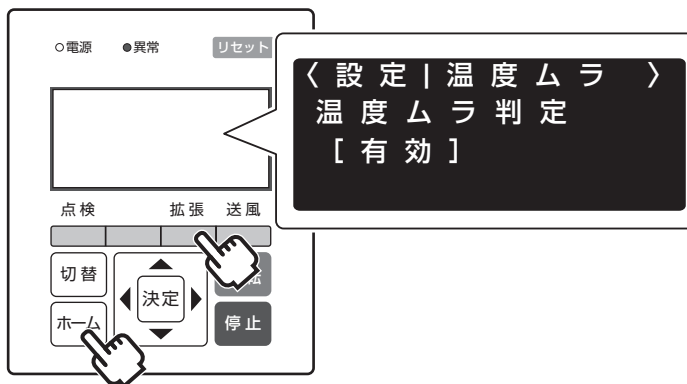 ○電源 ●異常 リセット
〈設定|温度ムラ 〉
温度ムラ判定
[有効]
点検 拡張 送風
切替
決定
ホーム
停止